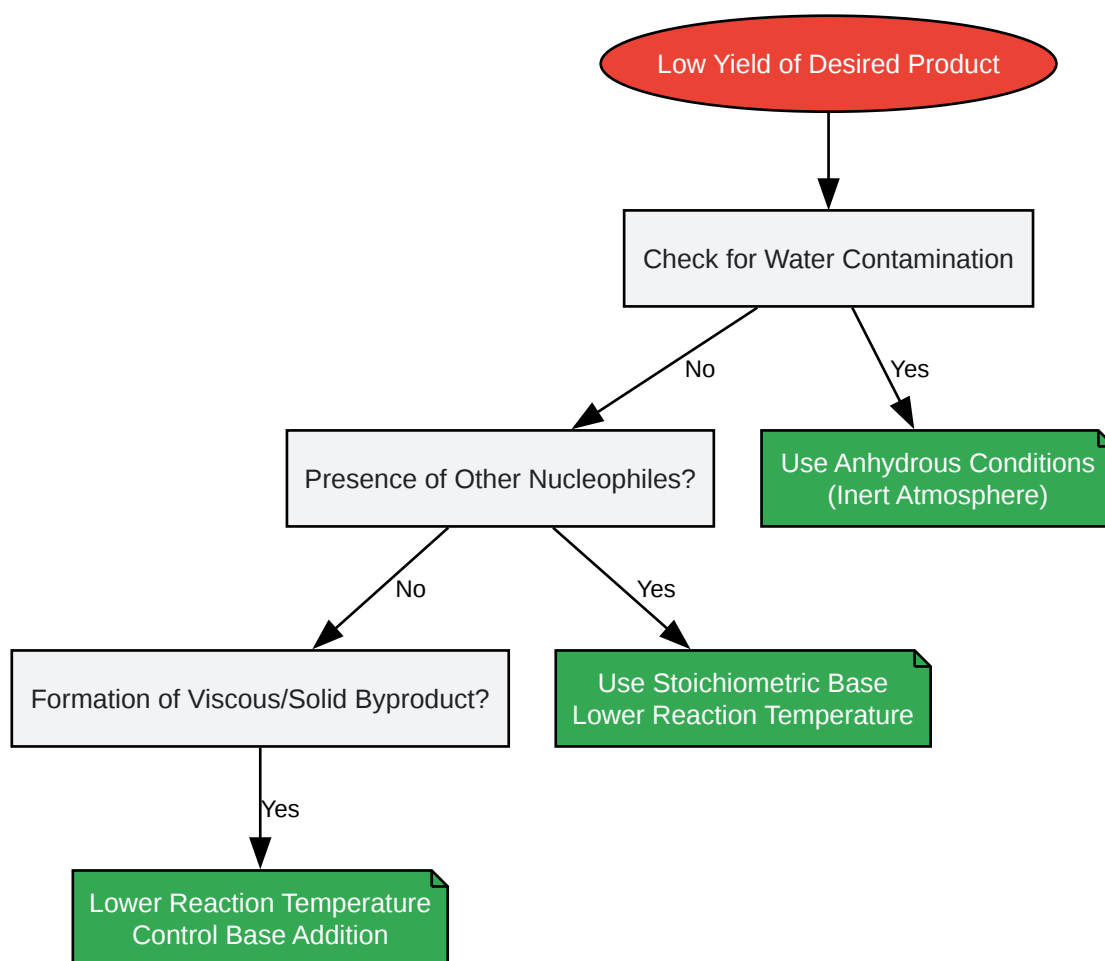 Low Yield of Desired Product
Check for Water Contamination
No
Yes
Presence of Other Nucleophiles?
Use Anhydrous Conditions
(Inert Atmosphere)
No
Yes
Formation of Viscous/Solid Byproduct?
Use Stoichiometric Base
Lower Reaction Temperature
Yes
Lower Reaction Temperature
Control Base Addition